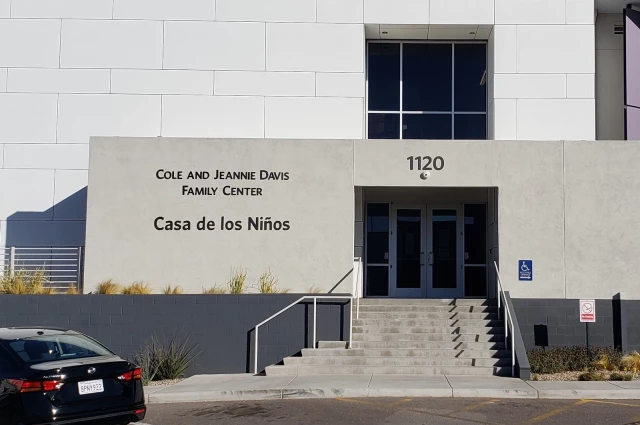 Cole and Jeannie Davis
Family Center
Casa de los Niños
1120